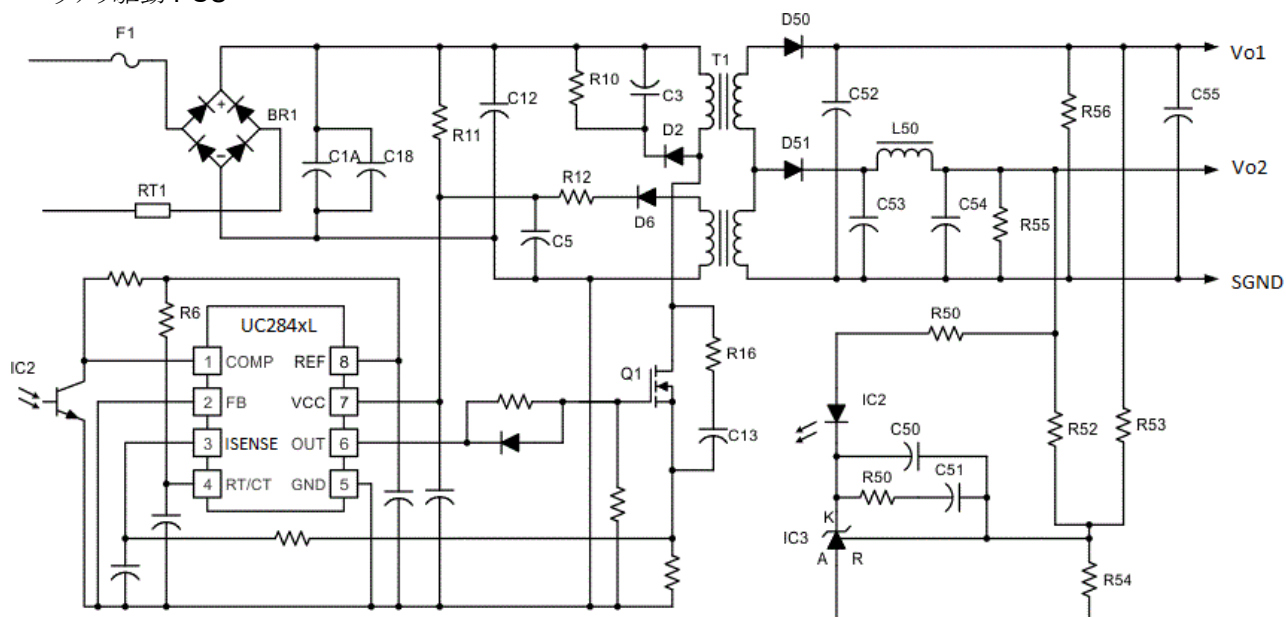 F1
D50
T1
Vo1
R10
C3
C12
C52
R56
C55
BR1
R11
D2
L50
C1A
C18
D51
Vo2
R12
RT1
D6
C53
C54
R55
C5
SGND
R6
UC284xL
R50
IC2
1 COMP
REF 8
Q1
R16
2 FB
VCC 7
IC2
3 ISENSE
OUT 6
C13
C50
R52
R53
4 RT/CT
GND 5
R50
C51
K
IC3
A
R
R54